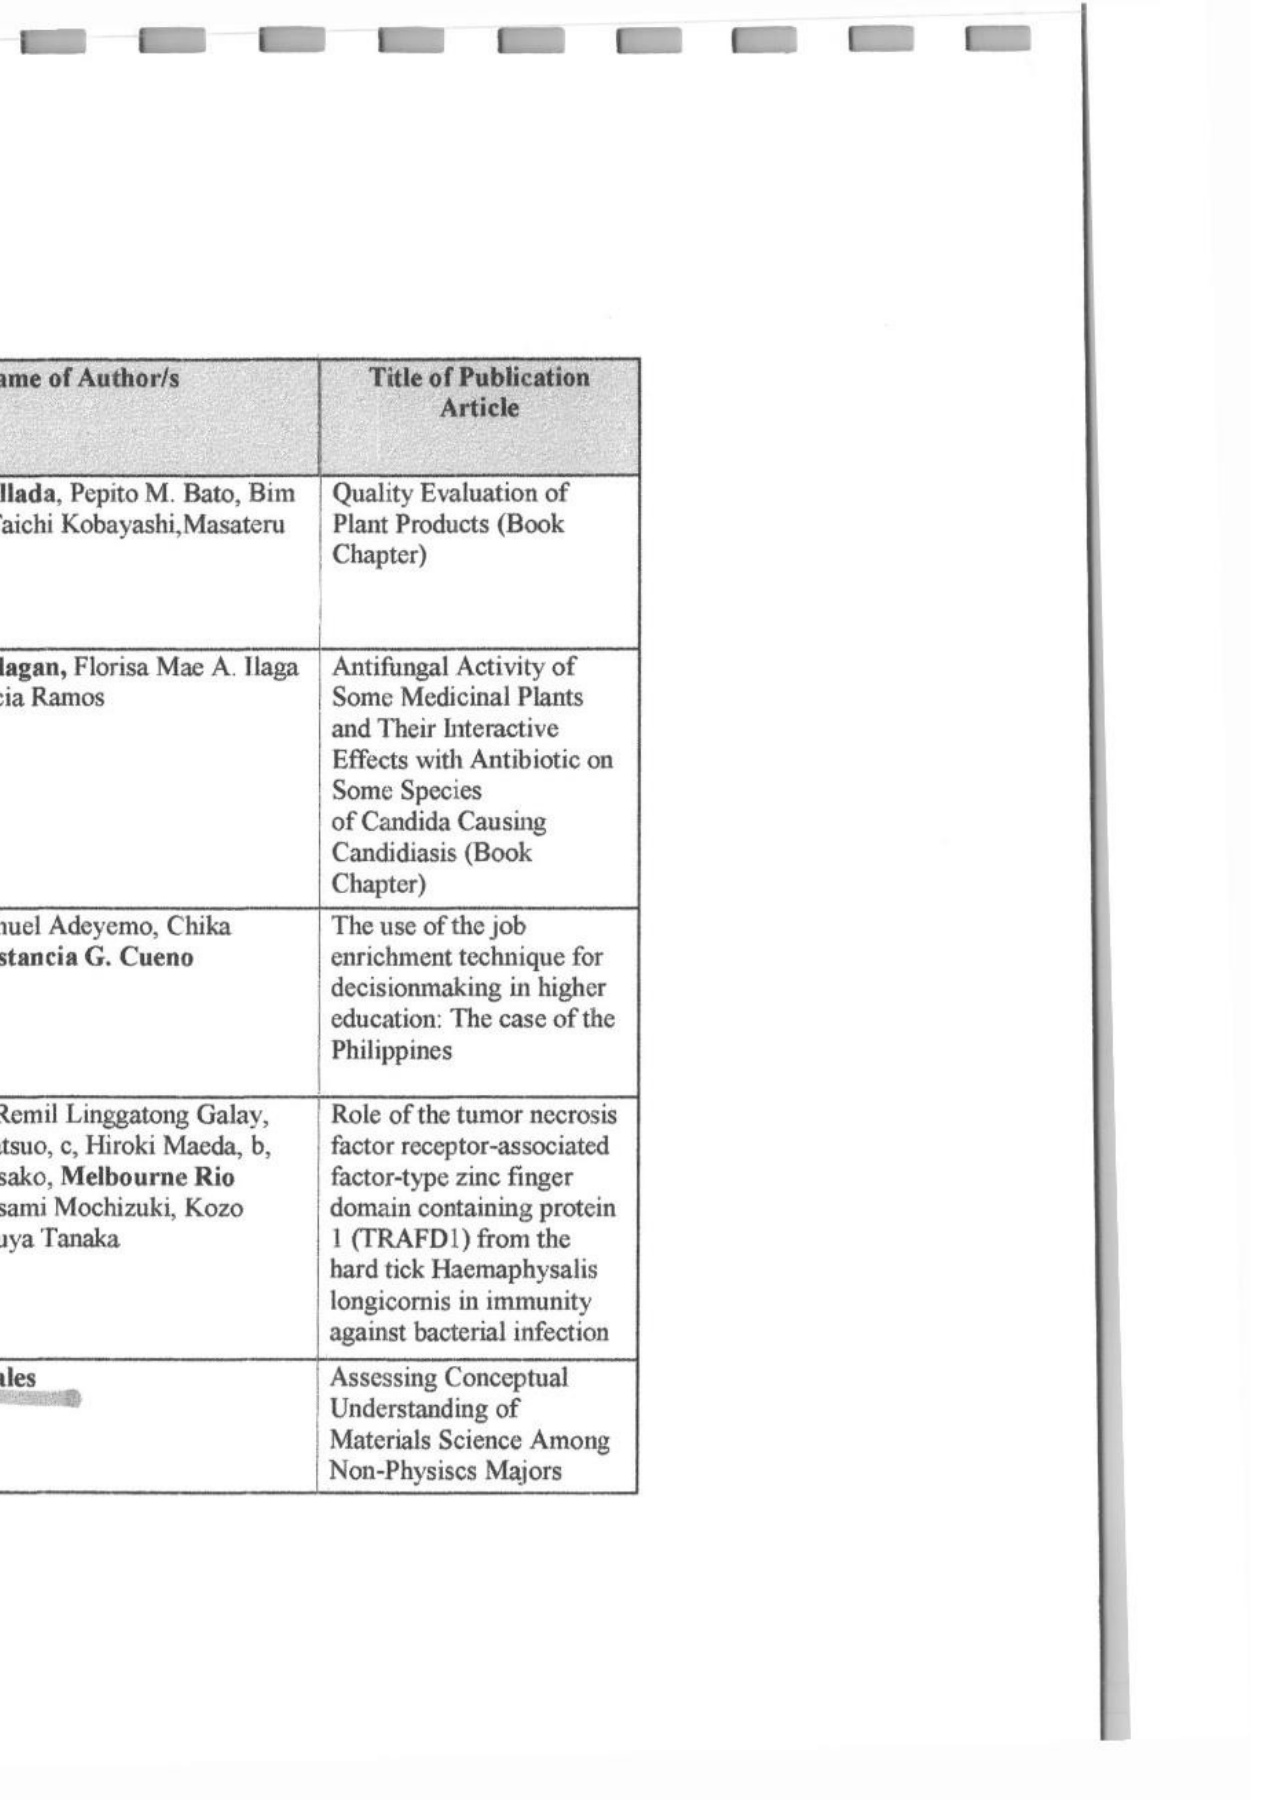 ame of Author/s
Title of Publication
Article
llada, Pepito M. Bato, Bim
aichi Kobayashi,Masateru
Quality Evaluation of
Plant Products (Book
Chapter)
lagan, Florisa Mae A. Ilaga
cia Ramos
Antifungal Activity of
Some Medicinal Plants
and Their Interactive
Effects with Antibiotic on
Some Species
of Candida Causing
Candidiasis (Book
Chapter)
nuel Adeyemo, Chika
stancia G. Cueno
The use of the job
enrichment technique for
decisionmaking in higher
education: The case of the
Philippines
Remil Linggatong Galay,
tsuo, c, Hiroki Maeda, b,
sako, Melbourne Rio
sami Mochizuki, Kozo
uya Tanaka
Role of the tumor necrosis
factor receptor-associated
factor-type zinc finger
domain containing protein
1 (TRAFD1) from the
hard tick Haemaphysalis
longicornis in immunity
against bacterial infection
ales
Assessing Conceptual
Understanding of
Materials Science Among
Non-Physiscs Majors